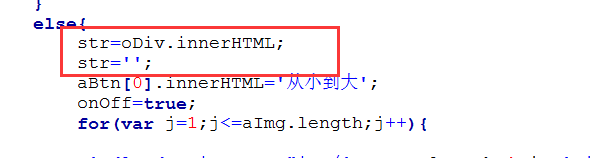 }
else{
str=oDiv.innerHTML;
str='';
aBtn[0].innerHTML='从小到大';
onOff=true;
for(var j=1;j<=aImg.length;j++){